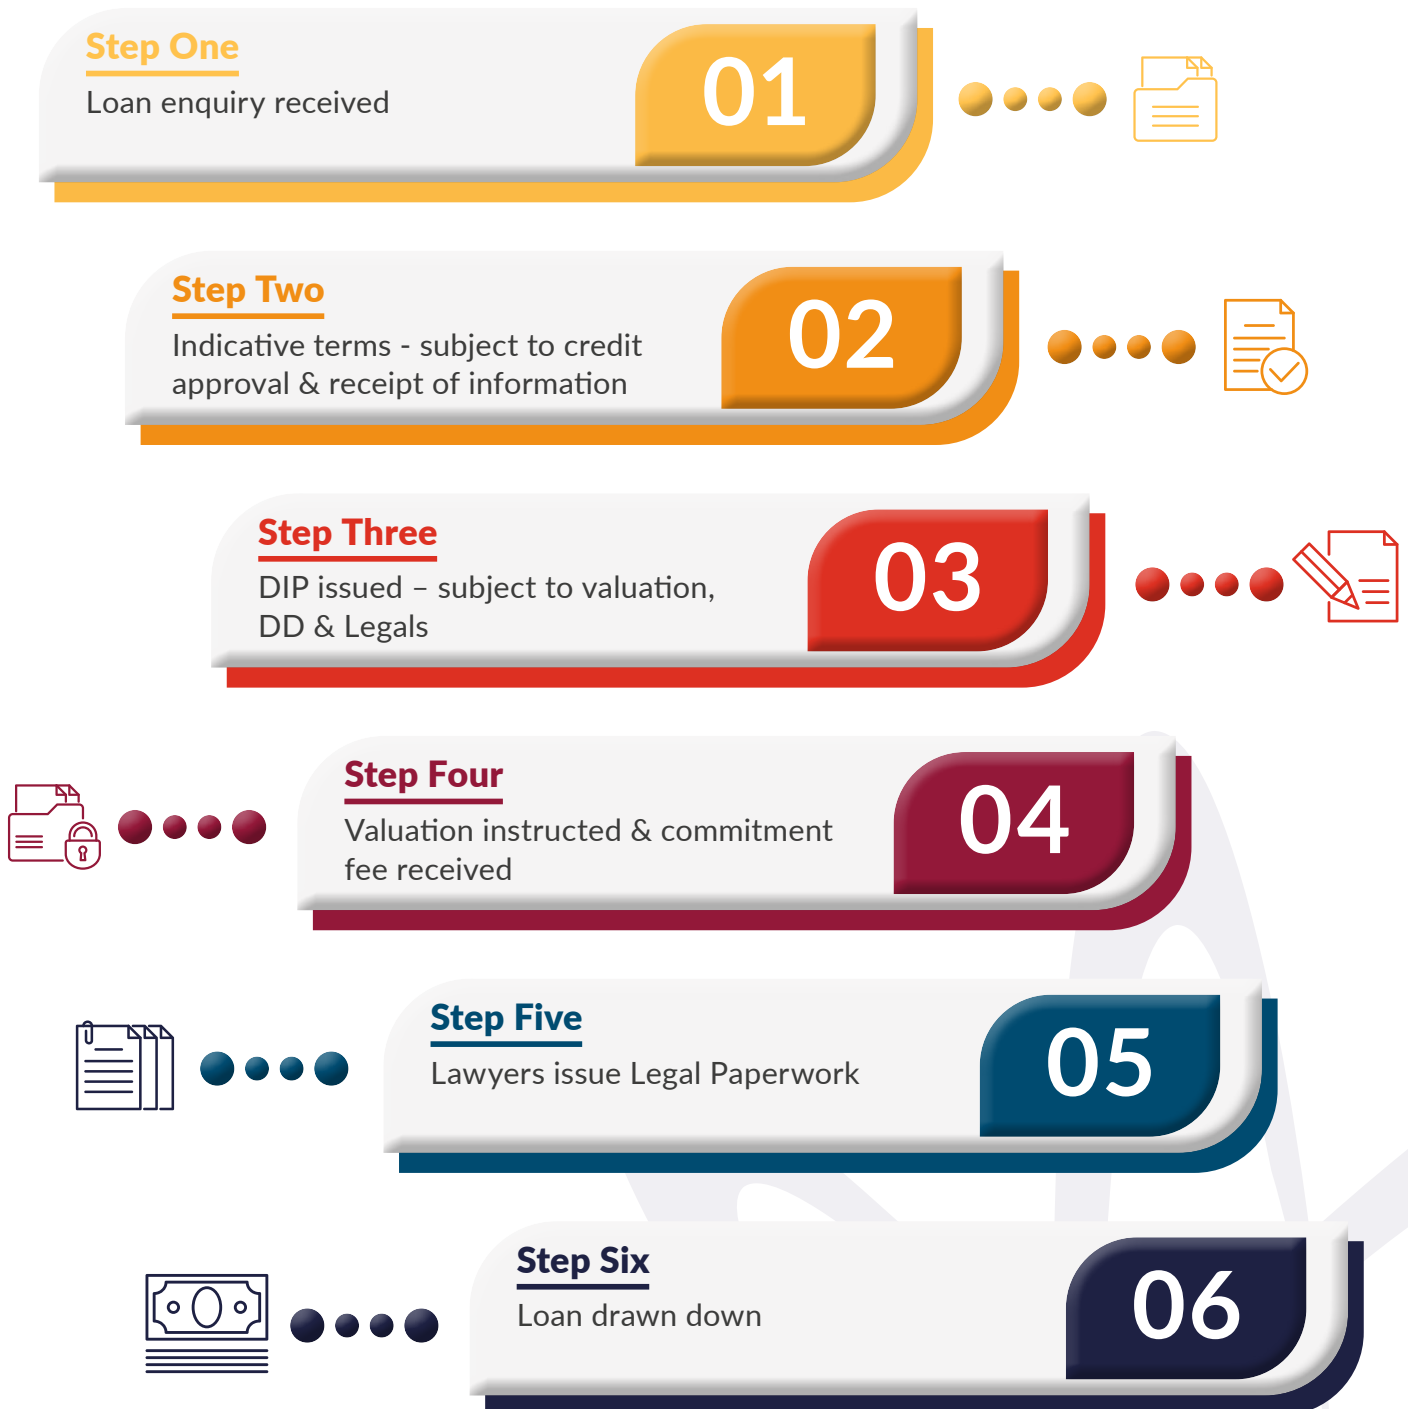 Step One
Loan enquiry received
01
Step Two
Indicative terms - subject to credit
approval & receipt of information
02
Step Three
DIP issued – subject to valuation,
DD & Legals
03
Step Four
Valuation instructed & commitment
fee received
04
Step Five
Lawyers issue Legal Paperwork
05
Step Six
Loan drawn down
06